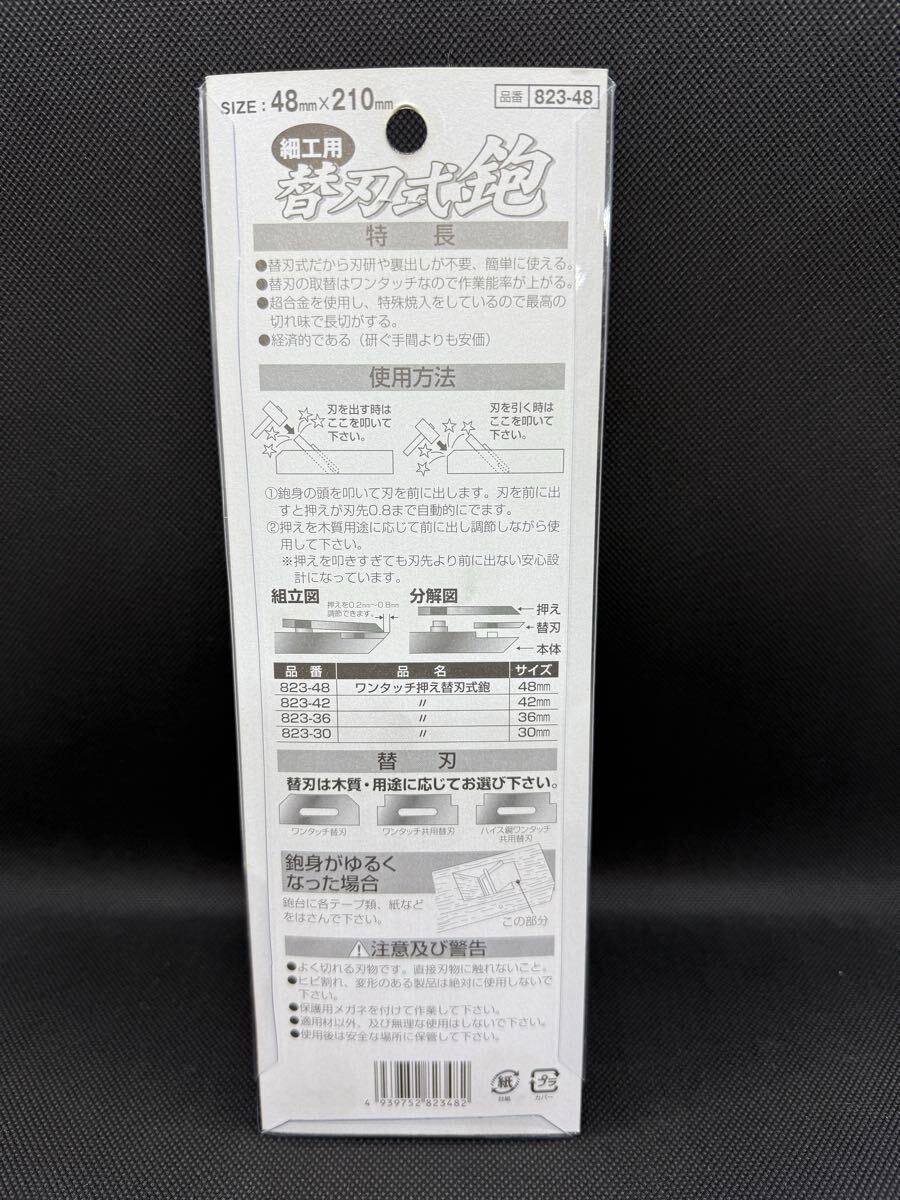 SIZE：48mm×210mm
品番 823-48
細工用
替刃式鉋
特　長
●替刃式だから刃研や裏出しが不要、簡単に使える。
●替刃の取替はワンタッチなので作業能率が上がる。
●超合金を使用し、特殊焼入をしているので最高の
切れ味で長切がする。
●経済的である（研ぐ手間よりも安価）
使用方法
刃を出す時は
ここを叩いて
下さい。
刃を引く時は
ここを叩いて
下さい。
①鉋身の頭を叩いて刃を前に出します。刃を前に出
すと押えが刃先0.8まで自動的にでます。
②押えを木質用途に応じて前に出し調節しながら使
用して下さい。
※押えを叩きすぎても刃先より前に出ない安心設
計になっています。
組立図
押えを0.2mm〜0.8mm
調節できます。
分解図
押え
替刃
本体
品 番 品 名 サイズ
823-48 ワンタッチ押え替刃式鉋 48mm
823-42 〃 42mm
823-36 〃 36mm
823-30 〃 30mm
替　刃
替刃は木質・用途に応じてお選び下さい。
ワンタッチ替刃
ワンタッチ共用替刃
ハイス鋼ワンタッチ
共用替刃
鉋身がゆるく
なった場合
鉋台に各テープ類、紙など
をはさんで下さい。
この部分
⚠注意及び警告
●よく切れる刃物です。直接刃物に触れないこと。
●ヒビ割れ、変形のある製品は絶対に使用しないで
下さい。
●保護用メガネを付けて作業して下さい。
●適用材以外、及び無理な使用はしないで下さい。
●使用後は安全な場所に保管して下さい。
4 939752 823482
紙
台紙
プラ
カバー